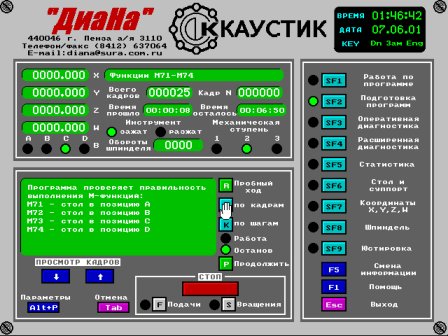 "ДиаНа"
440046 г. Пенза а/я 3110
Телефон/факс (8412) 637064
E-mail:diana@sura.com.ru
КАУСТИК
ВРЕМЯ 01:46:42
ДАТА 07.06.01
KEY Dn Зам Eng
0000.000 X Функции M71-M74
0000.000 Y Всего кадров 000025 Кадр N 000000
0000.000 Z Время прошло 00:00:08 Время осталось 00:06:50
0000.000 W Инструмент Механическая ступень
зажат разжат
A B C D B Обороты шпинделя 0000 1 2 3
SF1 Работа по программе
SF2 Подготовка программ
SF3 Оперативная диагностика
SF4 Расширенная диагностика
SF5 Статистика
SF6 Стол и суппорт
SF7 Координаты X,Y,Z,W
SF8 Шпиндель
SF9 Юстировка
F5 Смена информации
F1 Помощь
Esc Выход
Программа проверяет правильность
выполнения M-функций:
M71 - стол в позицию A
M72 - стол в позицию B
M73 - стол в позицию C
M74 - стол в позицию D
A Пробный ход
по кадрам
K по шагам
Работа
Останов
P Продолжить
ПРОСМОТР КАДРОВ
↓ ↑
Параметры Отмена
Alt+P Tab
СТОП
F Подачи S Вращения